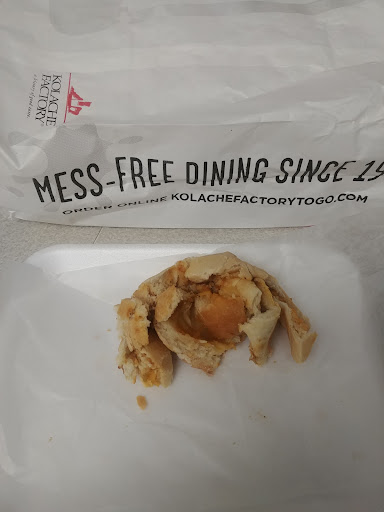 KOLACHE
FACTORY
MESS-FREE DINING SINCE 19
ORDER ONLINE KOLACHEFACTORYTOGO.COM